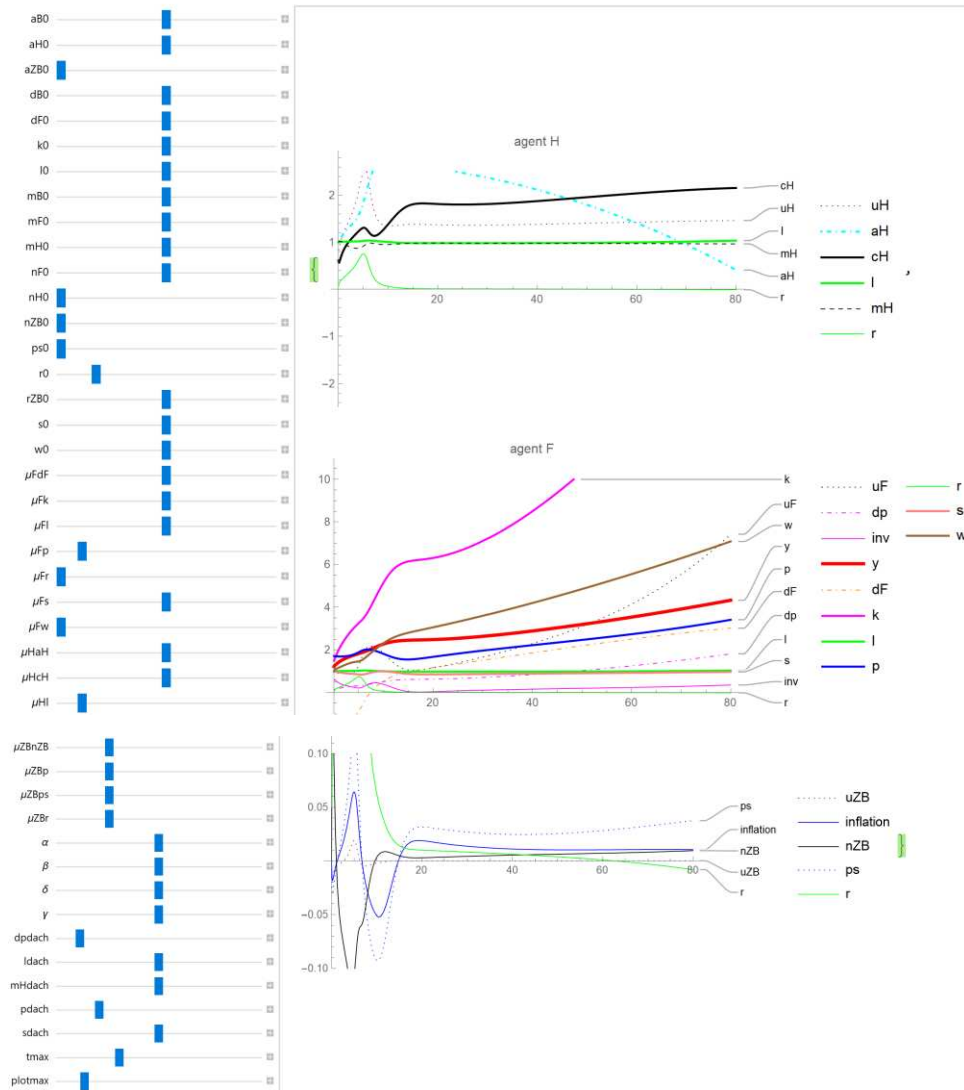 aB0
aH0
aZB0
dB0
dF0
k0
l0
mB0
mF0
mH0
nF0
nH0
nZB0
ps0
r0
rZB0
s0
w0
μFdF
μFk
μFl
μFp
μFr
μFs
μFw
μHaH
μHcH
μHl
μZBnZB
μZBp
μZBps
μZBr
α
β
δ
γ
dpdach
ldach
mHdach
pdach
sdach
tmax
plotmax
{
agent H
2
1
-1
-2
20
40
60
80
cH
uH
l
mH
aH
r
uH
aH
cH
l
mH
r
,
agent F
10
8
6
4
2
20
40
60
80
k
uF
w
y
p
dF
dp
l
s
inv
r
uF
dp
inv
y
dF
k
l
p
r
s
w
0.10
0.05
-0.05
-0.10
20
40
60
80
ps
inflation
nZB
uZB
r
uZB
inflation
nZB
ps
r
}